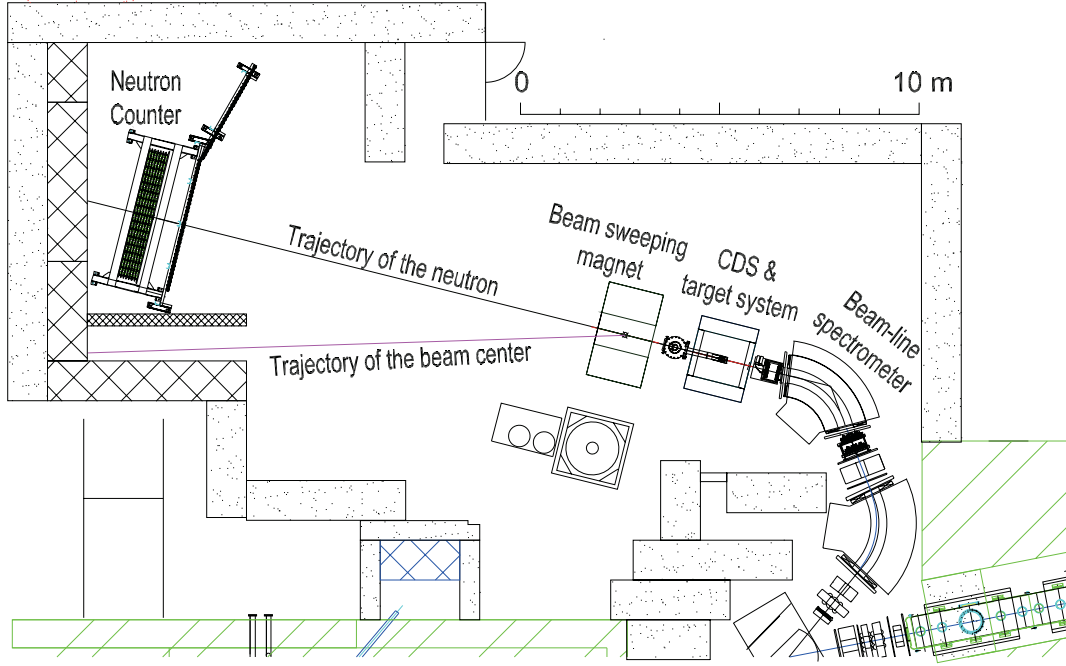 Neutron
Counter
0
10 m
Trajectory of the neutron
Beam sweeping
magnet
CDS &
target system
Beam-line
spectrometer
Trajectory of the beam center